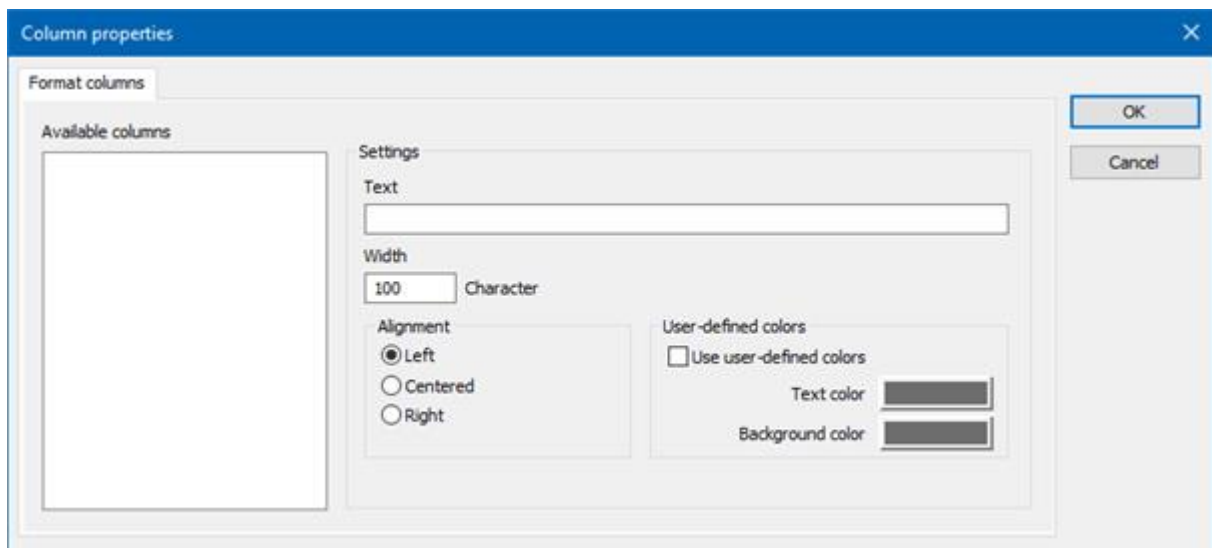 Column properties
Format columns
OK
Available columns
Settings
Cancel
Text
Width
100 Character
Alignment
User-defined colors
Left
Use user-defined colors
Centered
Text color
Right
Background color